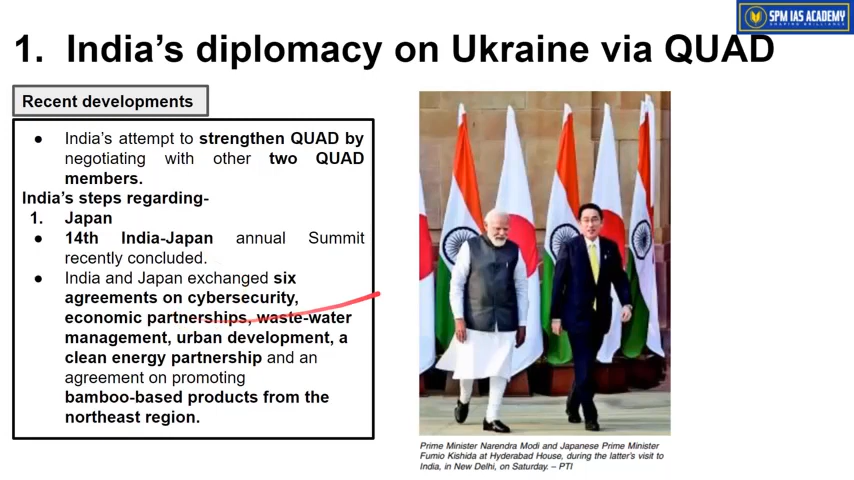 SPM IAS ACADEMY
SHAPING BRILLIANCE
1. India’s diplomacy on Ukraine via QUAD
Recent developments
● India’s attempt to strengthen QUAD by
negotiating with other two QUAD
members.
India’s steps regarding-
1. Japan
● 14th India-Japan annual Summit
recently concluded.
● India and Japan exchanged six
agreements on cybersecurity,
economic partnerships, waste-water
management, urban development, a
clean energy partnership and an
agreement on promoting
bamboo-based products from the
northeast region.
Prime Minister Narendra Modi and Japanese Prime Minister
Fumio Kishida at Hyderabad House, during the latter’s visit to
India, in New Delhi, on Saturday. – PTI